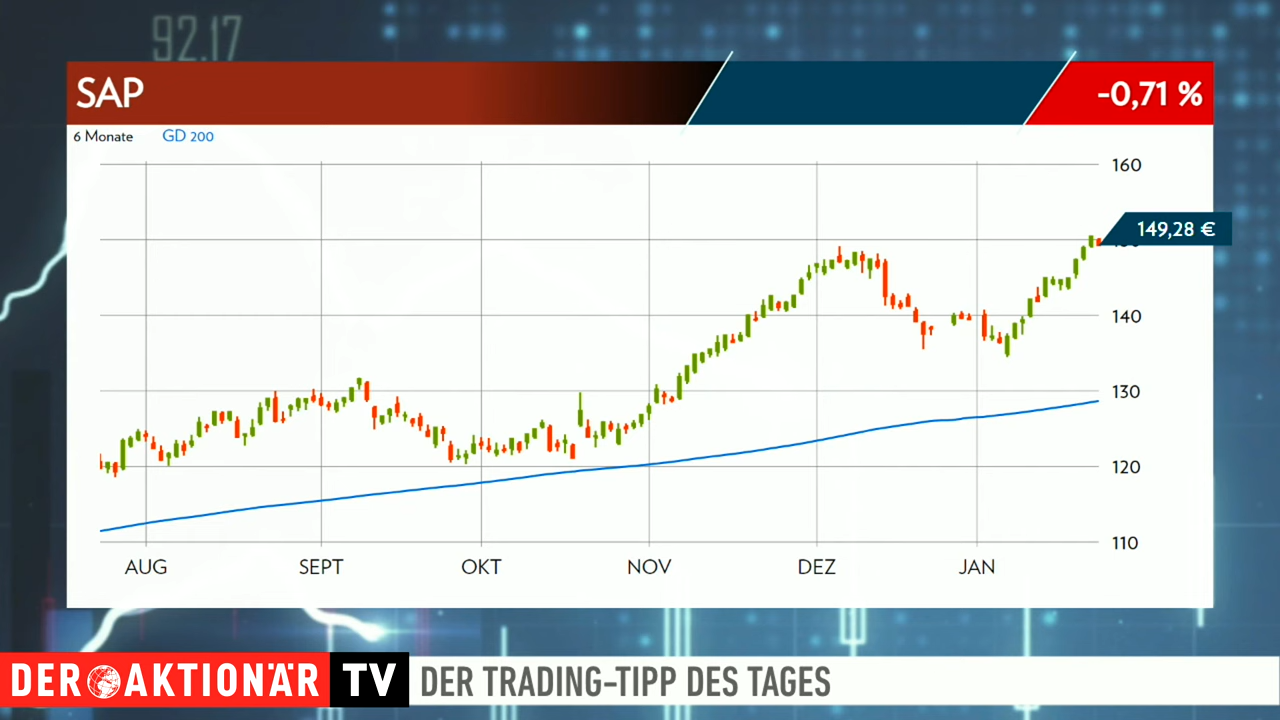 92.17
SAP
-0,71 %
6 Monate GD 200
160
149,28 €
140
130
120
110
AUG SEPT OKT NOV DEZ JAN
DER AKTIONÄR TV DER TRADING-TIPP DES TAGES